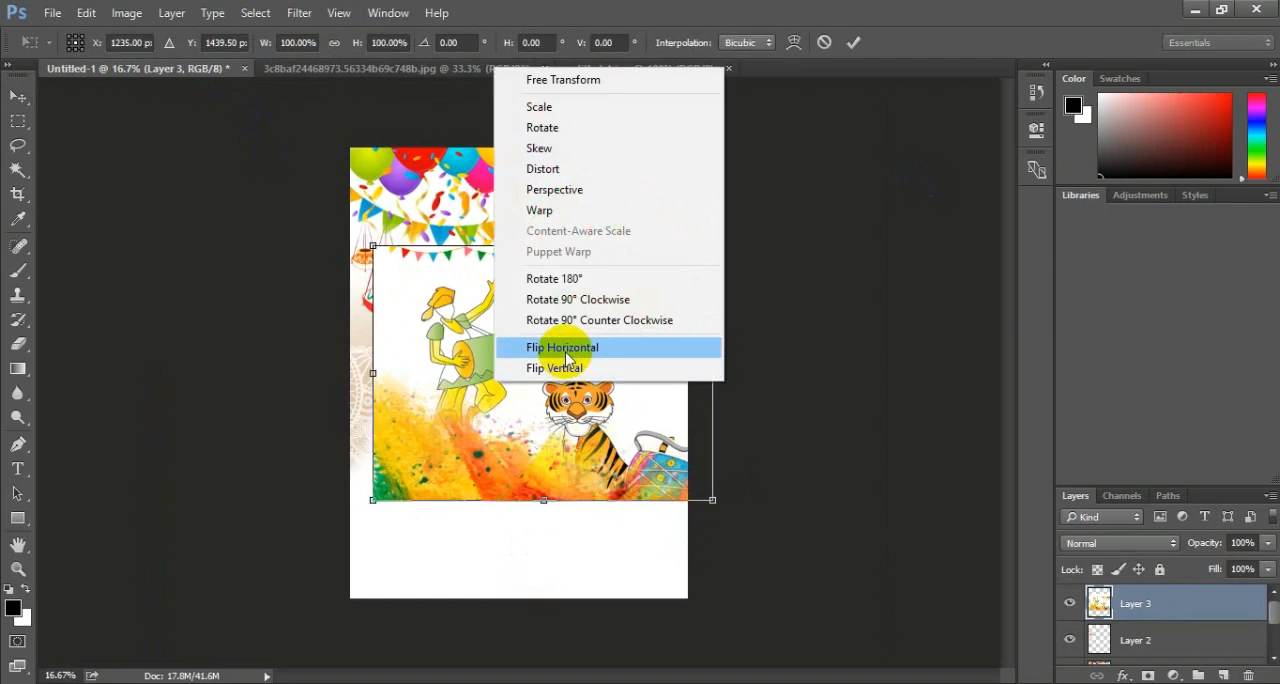 Ps File Edit Image Layer Type Select Filter View Window Help
X: 1235.00 px Y: 1439.50 px W: 100.00% H: 100.00% 0.00 ° H: 0.00 ° V: 0.00 ° Interpolation: Bicubic Essentials
Untitled-1 @ 16.7% (Layer 3, RGB/8) * × 3c8baf24468973.56334b69c748b.jpg @ 33.3%
Free Transform
Scale
Rotate
Skew
Distort
Perspective
Warp
Content-Aware Scale
Puppet Warp
Rotate 180°
Rotate 90° Clockwise
Rotate 90° Counter Clockwise
Flip Horizontal
Flip Vertical
Color Swatches
Libraries Adjustments Styles
Layers Channels Paths
Kind
Normal Opacity: 100%
Lock: Fill: 100%
Layer 3
Layer 2
16.67% Doc: 17.8M/41.6M